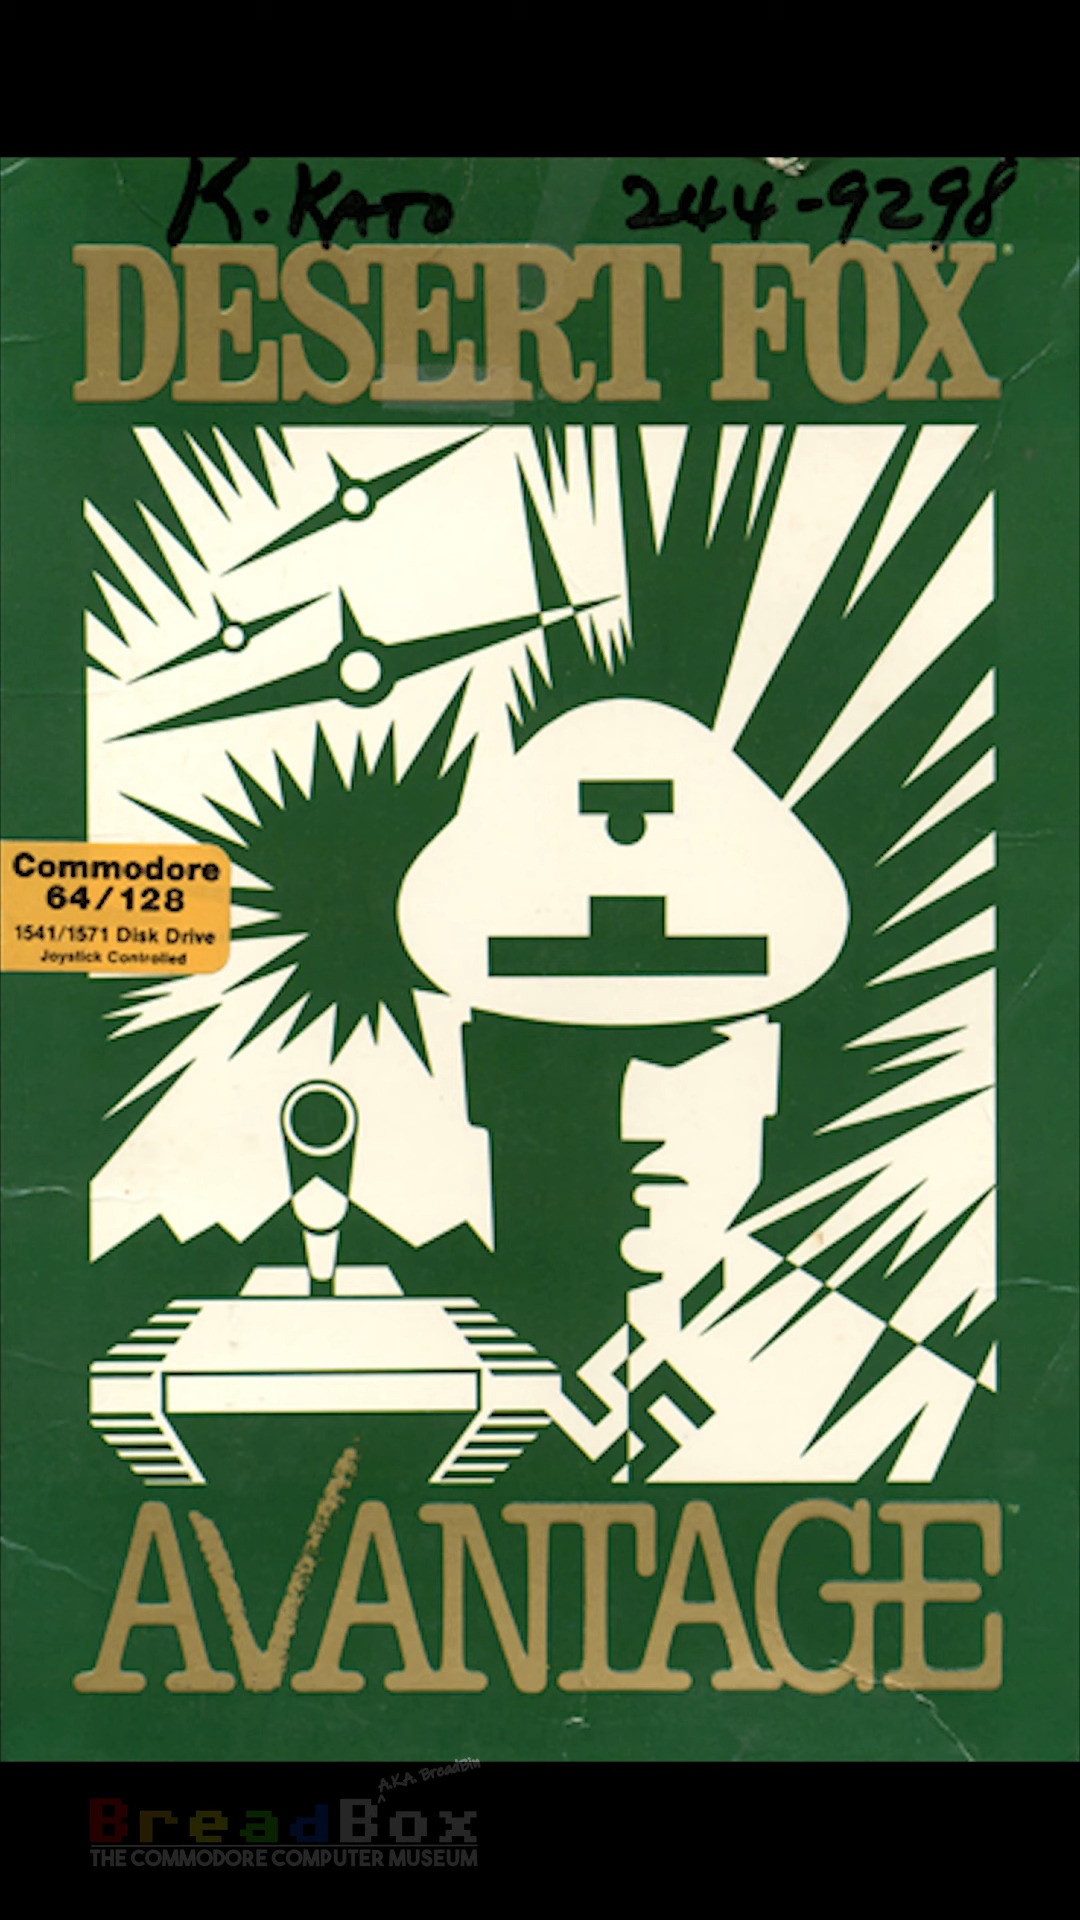 K. KATO 244-9298
DESERT FOX
Commodore
64/128
1541/1571 Disk Drive
Joystick Controlled
AVANTAGE
A.K.A. BreadBin
BreadBox
THE COMMODORE COMPUTER MUSEUM